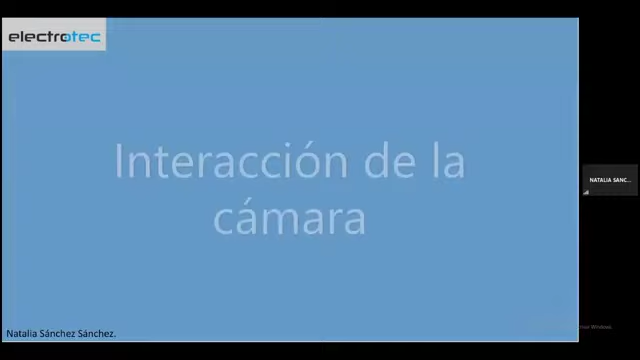 electrotec
Interacción de la
cámara
NATALIA SANC...
Natalia Sánchez Sánchez.